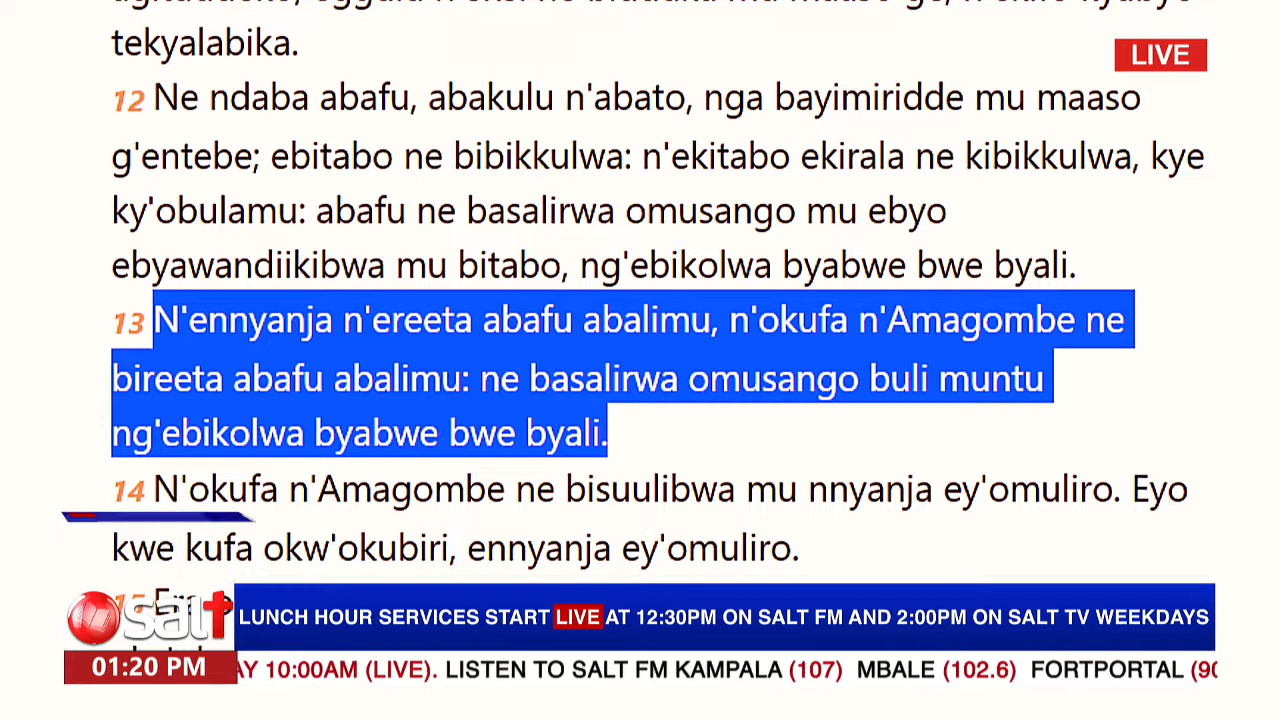 tekyalabika.
LIVE
12 Ne ndaba abafu, abakulu n'abato, nga bayimiridde mu maaso
g'entebe; ebitabo ne bibikkulwa: n'ekitabo ekirala ne kibikkulwa, kye
ky'obulamu: abafu ne basalirwa omusango mu ebyo
ebyawandiikibwa mu bitabo, ng'ebikolwa byabwe bwe byali.
13 N'ennyanja n'ereeta abafu abalimu, n'okufa n'Amagombe ne
bireeta abafu abalimu: ne basalirwa omusango buli muntu
ng'ebikolwa byabwe bwe byali.
14 N'okufa n'Amagombe ne bisuulibwa mu nnyanja ey'omuliro. Eyo
kwe kufa okw'okubiri, ennyanja ey'omuliro.
salt
LUNCH HOUR SERVICES START LIVE AT 12:30PM ON SALT FM AND 2:00PM ON SALT TV WEEKDAYS
01:20 PM
AY 10:00AM (LIVE). LISTEN TO SALT FM KAMPALA (107) MBALE (102.6) FORTPORTAL (90